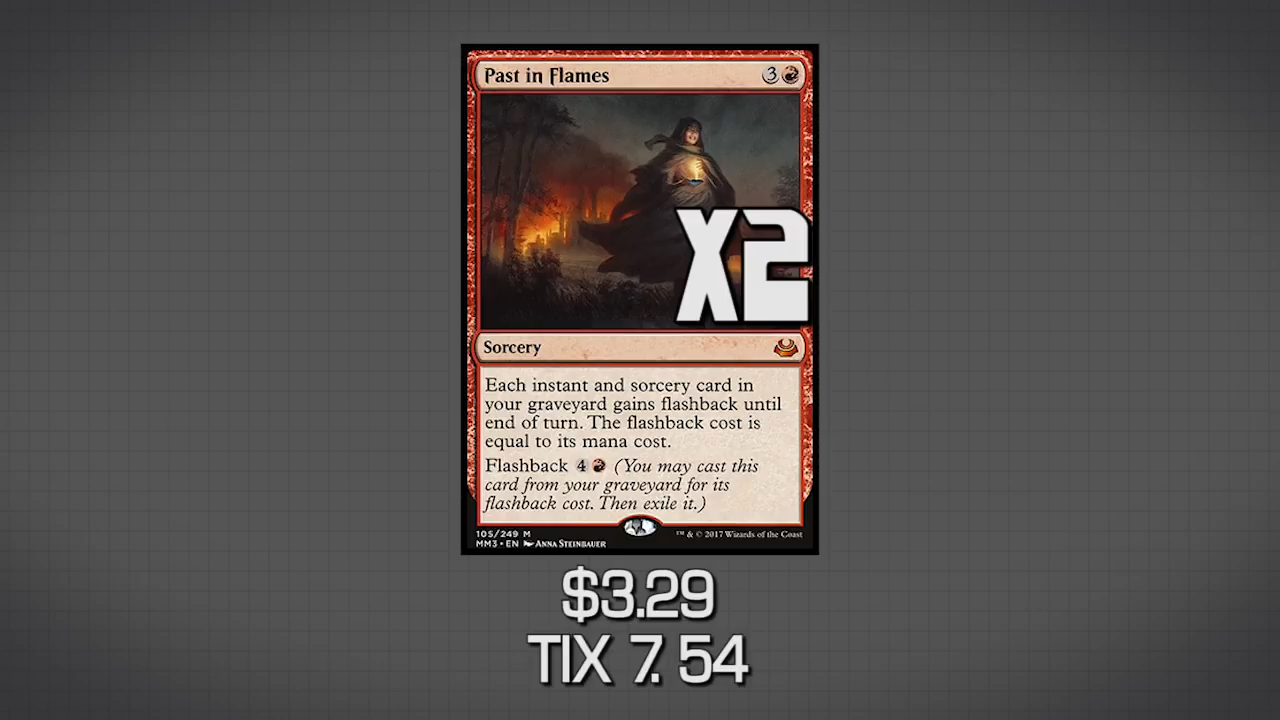 Past in Flames 3
X2
Sorcery
Each instant and sorcery card in
your graveyard gains flashback until
end of turn. The flashback cost is
equal to its mana cost.
Flashback 4 (You may cast this
card from your graveyard for its
flashback cost. Then exile it.)
105/249 M
MM3 • EN Anna Steinbauer
™ & © 2017 Wizards of the Coast
$3.29
TIX 7.54